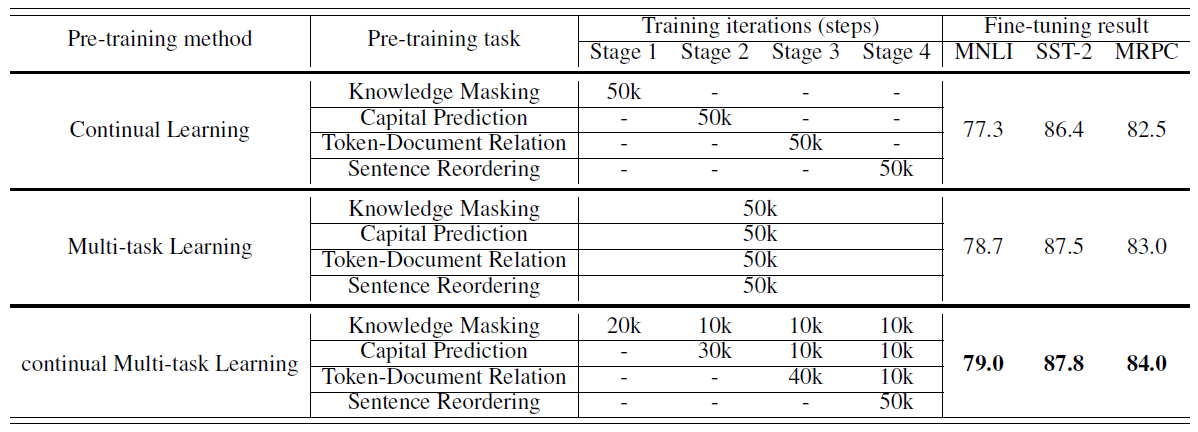 Pre-training method Pre-training task Training iterations (steps) Fine-tuning result
Stage 1 Stage 2 Stage 3 Stage 4 MNLI SST-2 MRPC
Continual Learning Knowledge Masking 50k - - - 77.3 86.4 82.5
Capital Prediction - 50k - -
Token-Document Relation - - 50k -
Sentence Reordering - - - 50k
Multi-task Learning Knowledge Masking 50k 78.7 87.5 83.0
Capital Prediction 50k
Token-Document Relation 50k
Sentence Reordering 50k
continual Multi-task Learning Knowledge Masking 20k 10k 10k 10k 79.0 87.8 84.0
Capital Prediction - 30k 10k 10k
Token-Document Relation - - 40k 10k
Sentence Reordering - - - 50k